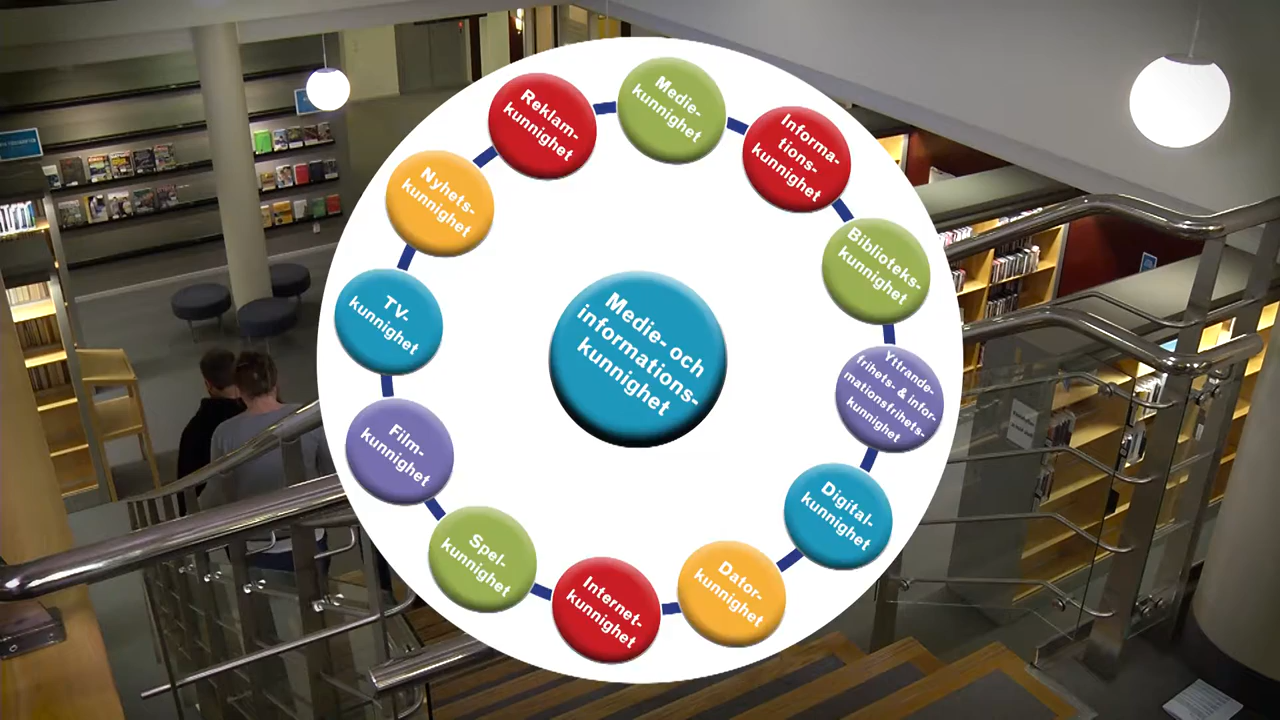 Medie-
kunnighet
Informa-
tions-
kunnighet
Biblioteks-
kunnighet
Yttrande-
frihets- & infor-
mationsfrihets-
kunnighet
Digital-
kunnighet
Dator-
kunnighet
Internet-
kunnighet
Spel-
kunnighet
Film-
kunnighet
TV-
kunnighet
Nyhets-
kunnighet
Reklam-
kunnighet
Medie- och
informations-
kunnighet